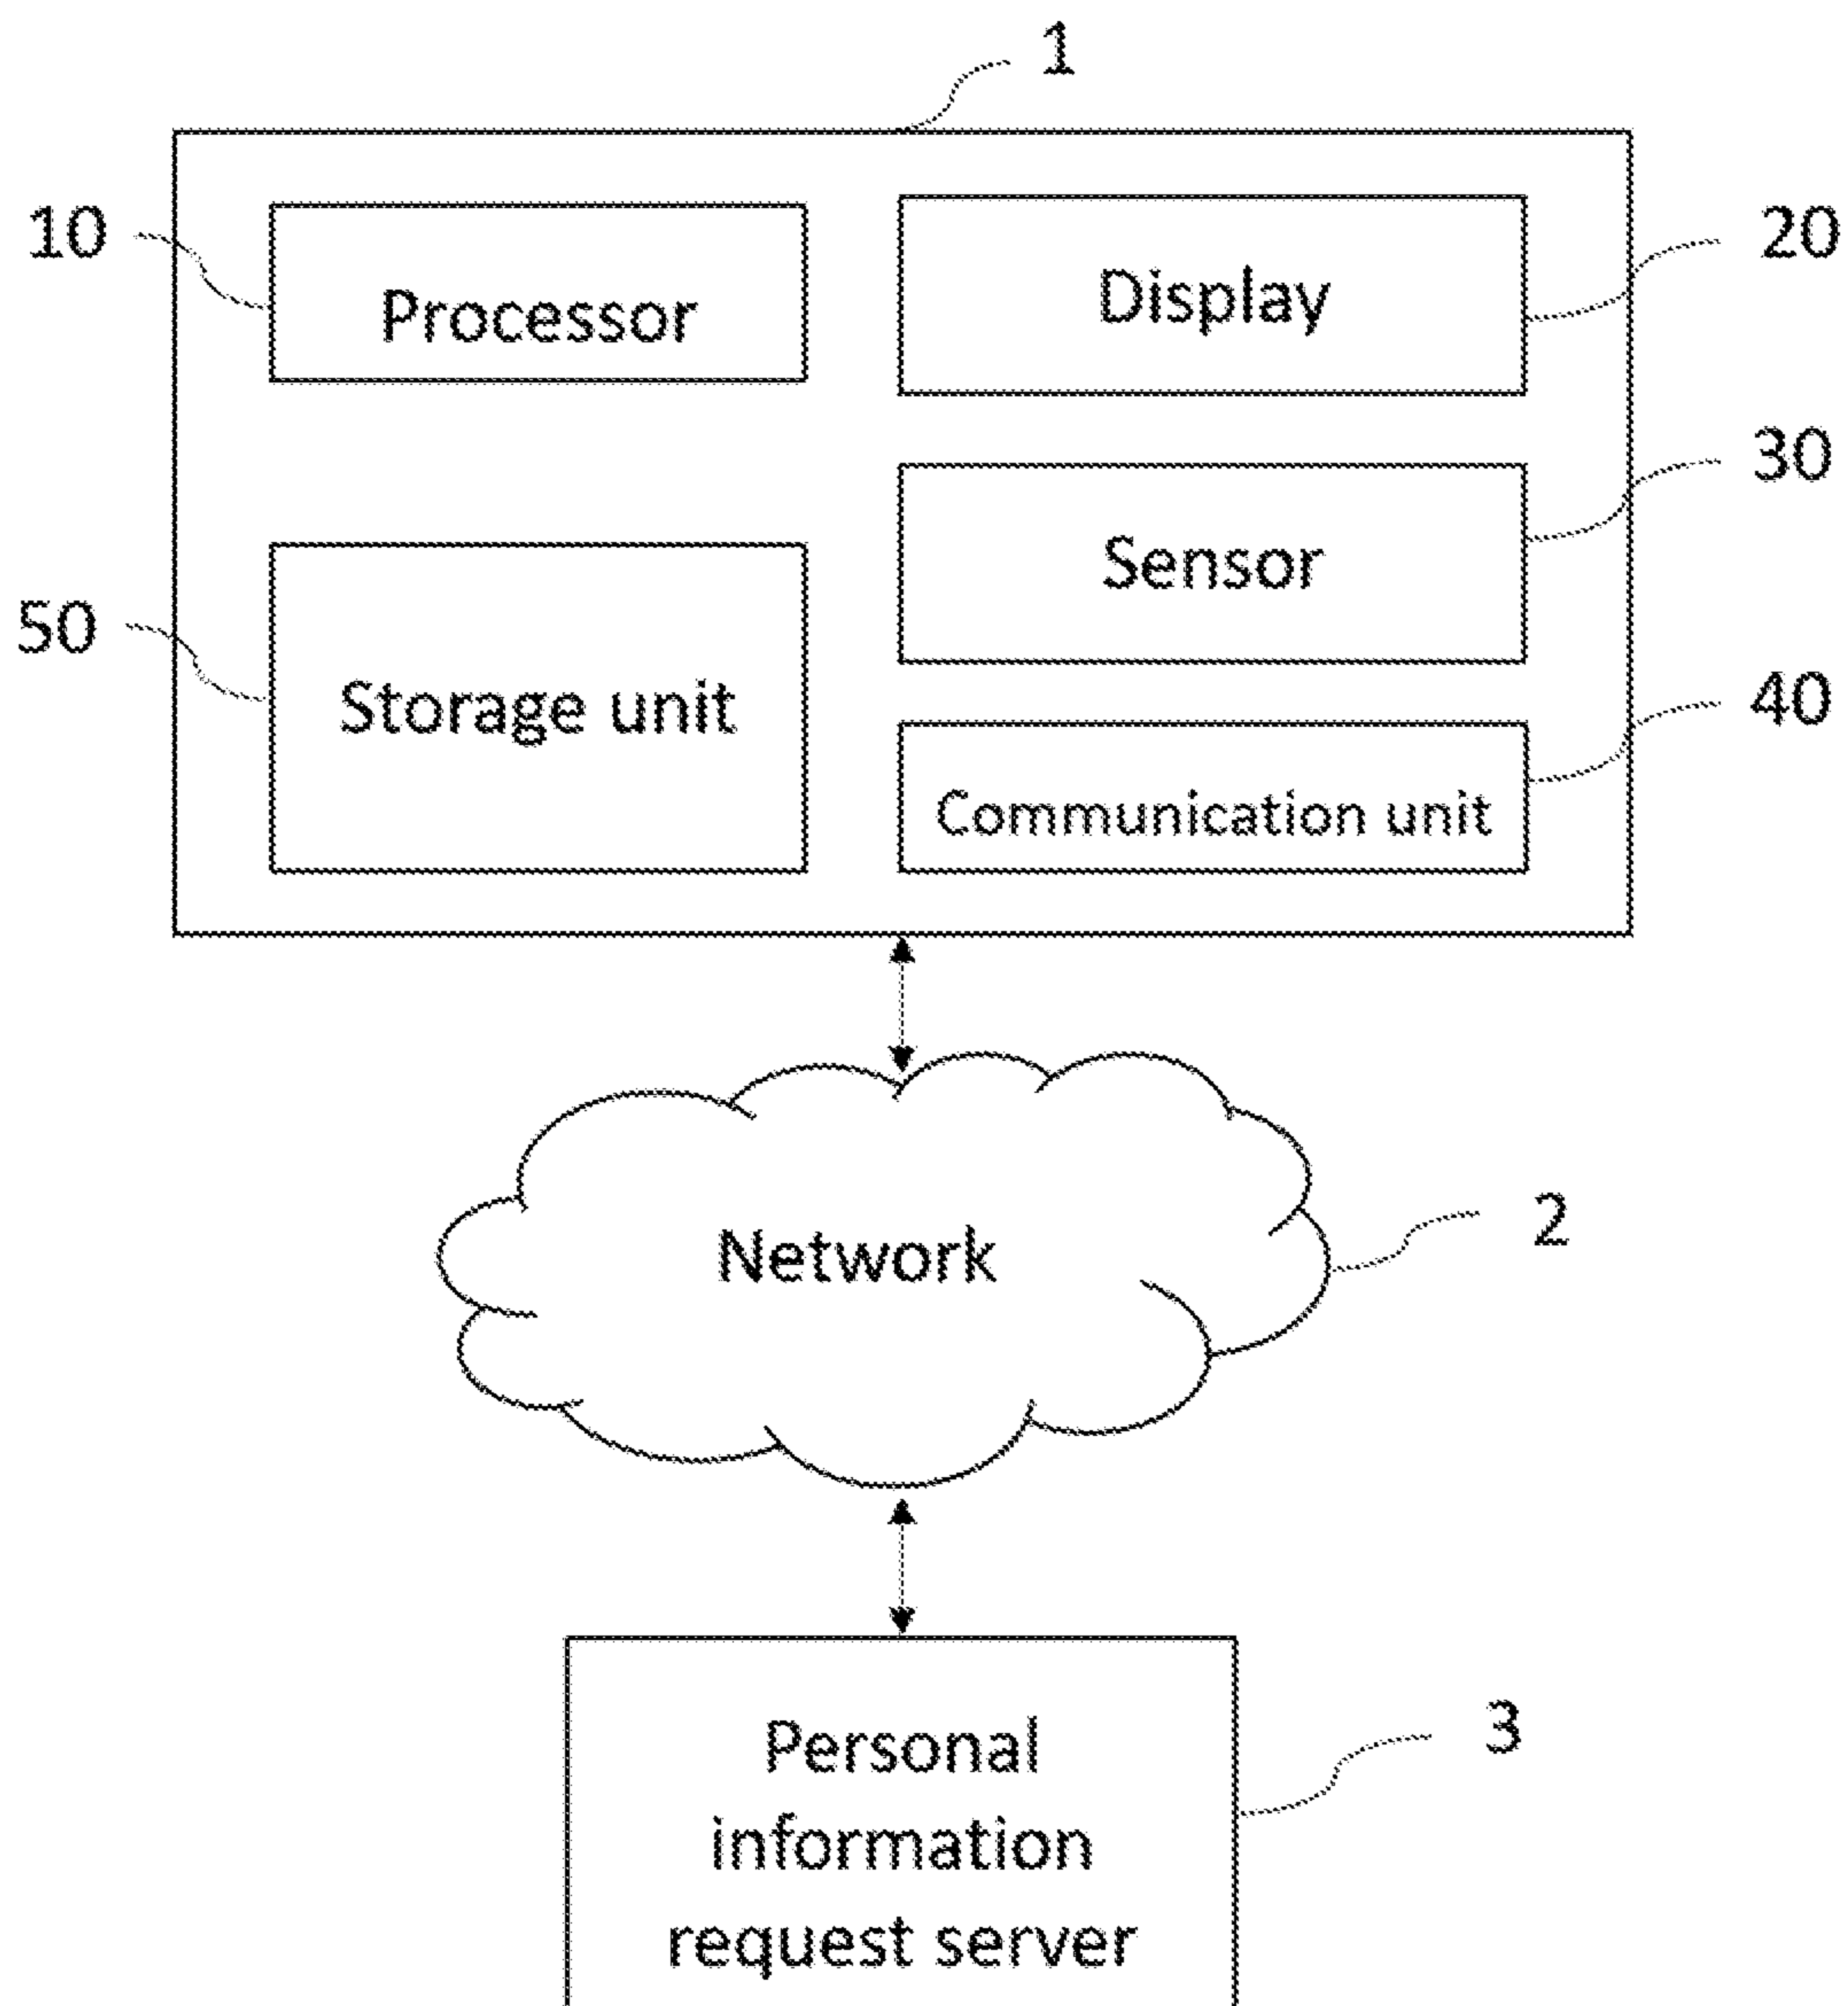 1
10
Processor
Display
20
30
Sensor
50
Storage unit
40
Communication unit
Network
2
Personal
information
request server
3